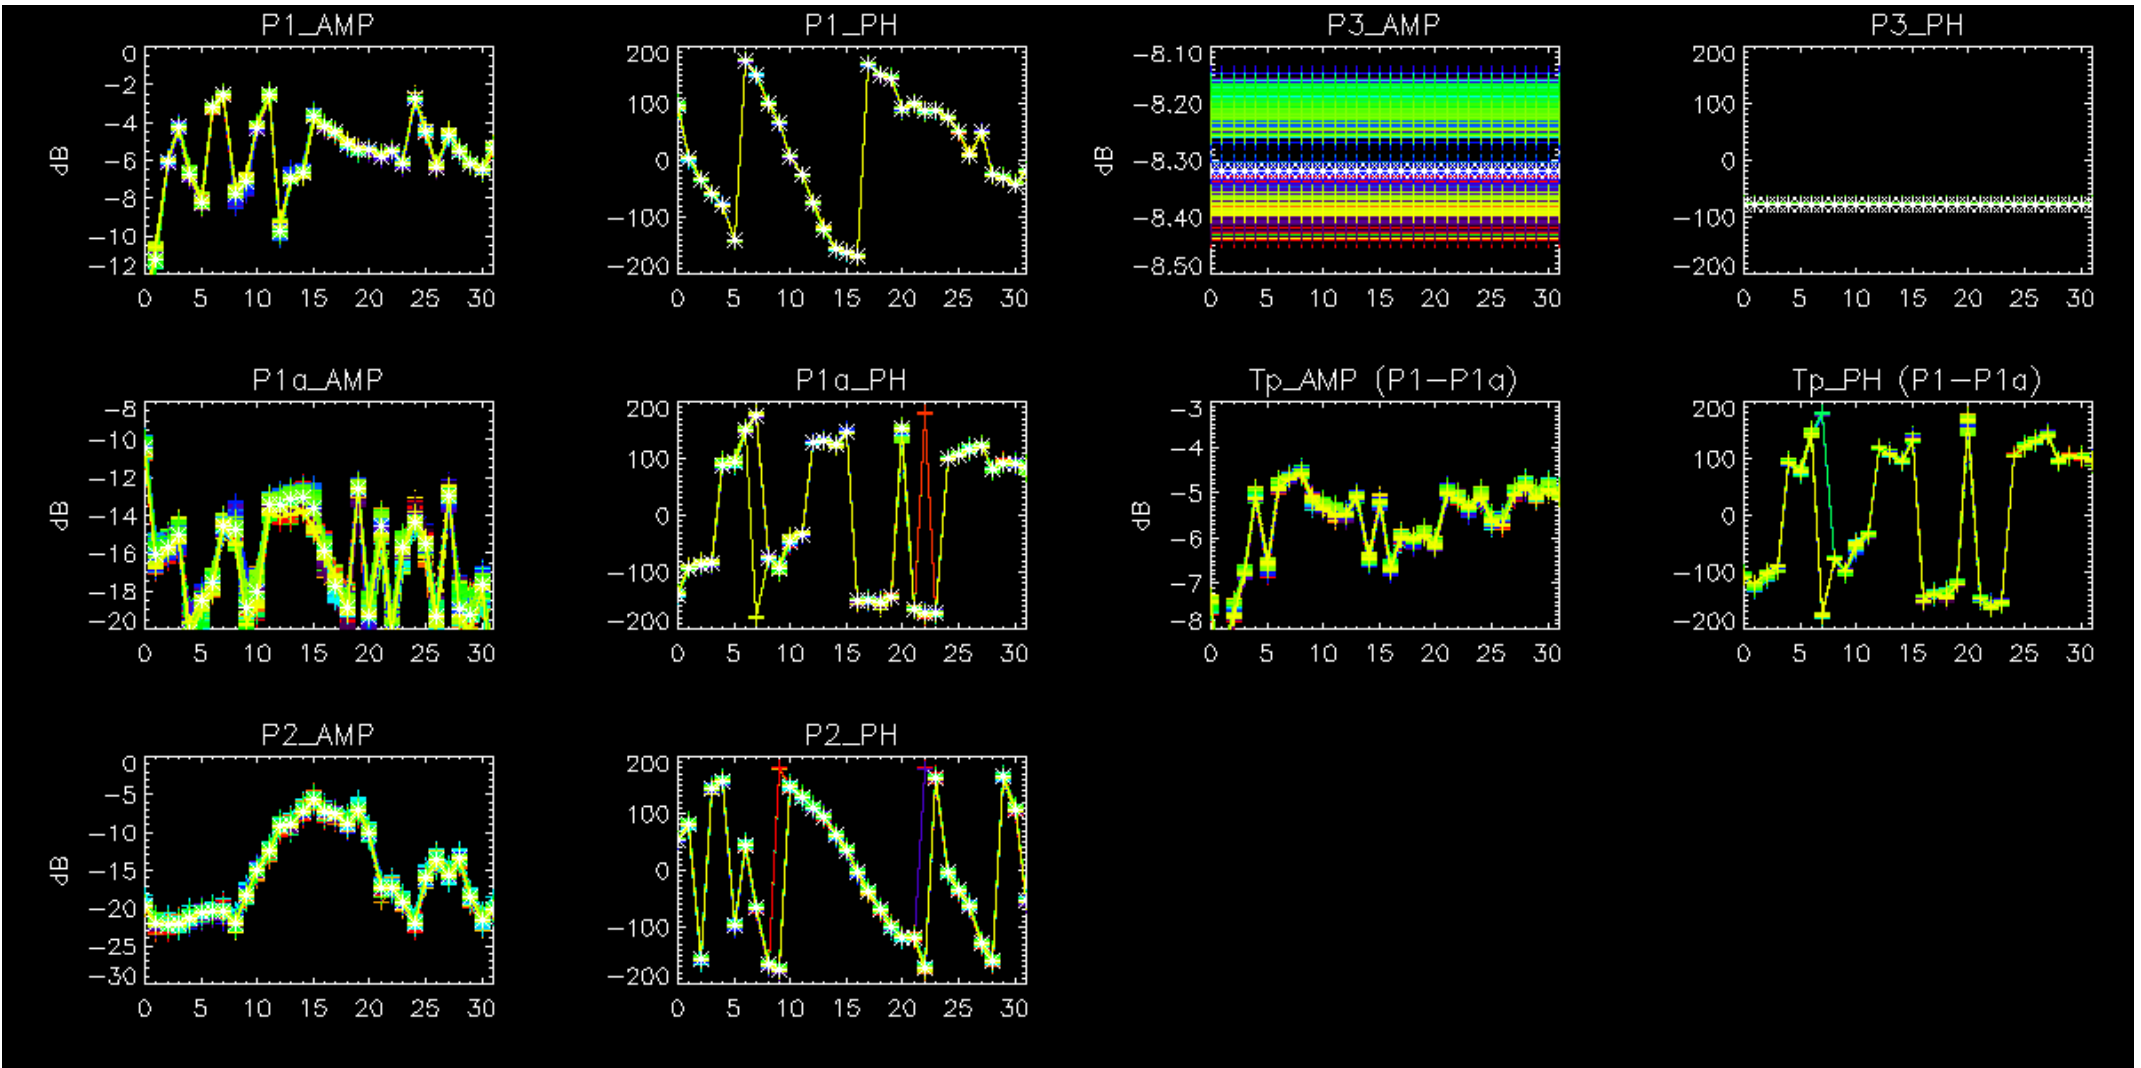 P1_AMP
0
-2
-4
-6
-8
-10
-12
dB
0 5 10 15 20 25 30
P1_PH
200
100
0
-100
-200
0 5 10 15 20 25 30
P3_AMP
-8.10
-8.20
-8.30
-8.40
-8.50
dB
0 5 10 15 20 25 30
P3_PH
200
100
0
-100
-200
0 5 10 15 20 25 30
P1a_AMP
-8
-10
-12
-14
-16
-18
-20
dB
0 5 10 15 20 25 30
P1a_PH
200
100
0
-100
-200
0 5 10 15 20 25 30
Tp_AMP (P1-P1a)
-3
-4
-5
-6
-7
-8
dB
0 5 10 15 20 25 30
Tp_PH (P1-P1a)
200
100
0
-100
-200
0 5 10 15 20 25 30
P2_AMP
0
-5
-10
-15
-20
-25
-30
dB
0 5 10 15 20 25 30
P2_PH
200
100
0
-100
-200
0 5 10 15 20 25 30